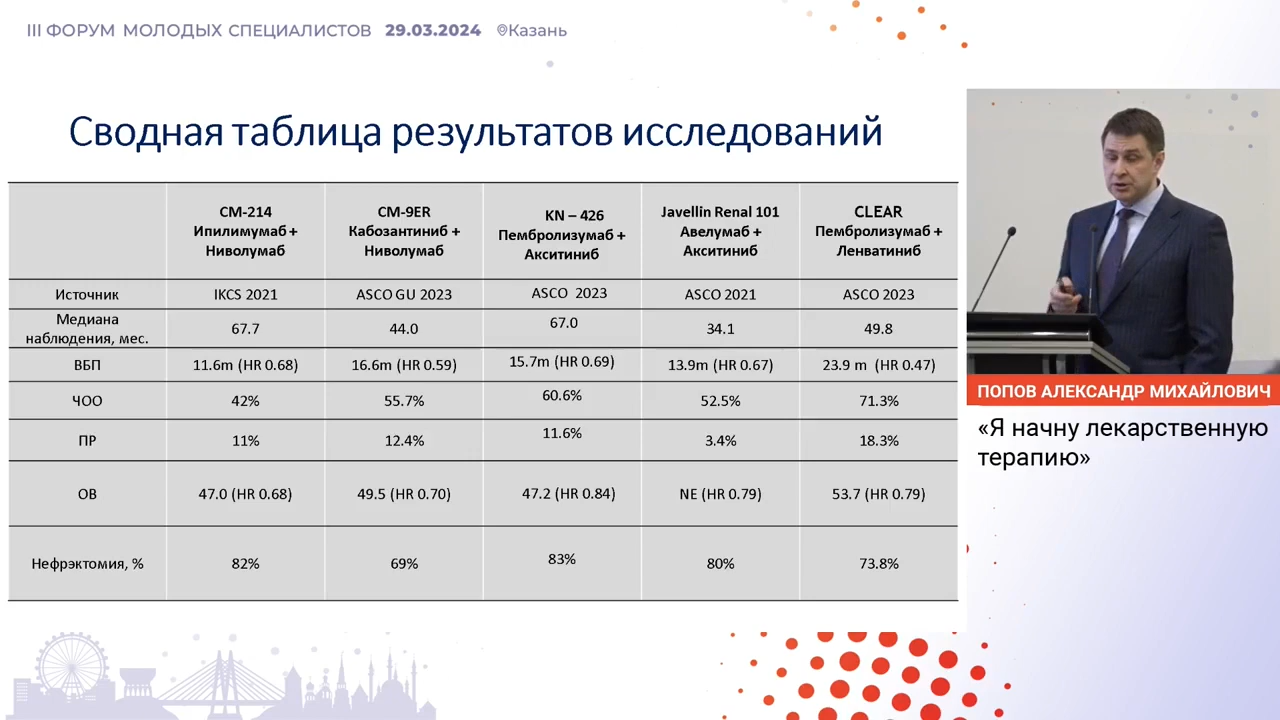 III ФОРУМ МОЛОДЫХ СПЕЦИАЛИСТОВ 29.03.2024 Казань
Сводная таблица результатов исследований
CM-214 Ипилимумаб + Ниволумаб | CM-9ER Кабозантиниб + Ниволумаб | KN – 426 Пембролизумаб + Акситиниб | Javellin Renal 101 Авелумаб + Акситиниб | CLEAR Пембролизумаб + Ленватиниб
Источник | IKCS 2021 | ASCO GU 2023 | ASCO 2023 | ASCO 2021 | ASCO 2023
Медиана наблюдения, мес. | 67.7 | 44.0 | 67.0 | 34.1 | 49.8
ВБП | 11.6m (HR 0.68) | 16.6m (HR 0.59) | 15.7m (HR 0.69) | 13.9m (HR 0.67) | 23.9 m (HR 0.47)
ЧОО | 42% | 55.7% | 60.6% | 52.5% | 71.3%
ПР | 11% | 12.4% | 11.6% | 3.4% | 18.3%
ОВ | 47.0 (HR 0.68) | 49.5 (HR 0.70) | 47.2 (HR 0.84) | NE (HR 0.79) | 53.7 (HR 0.79)
Нефрэктомия, % | 82% | 69% | 83% | 80% | 73.8%
ПОПОВ АЛЕКСАНДР МИХАЙЛОВИЧ
«Я начну лекарственную
терапию»